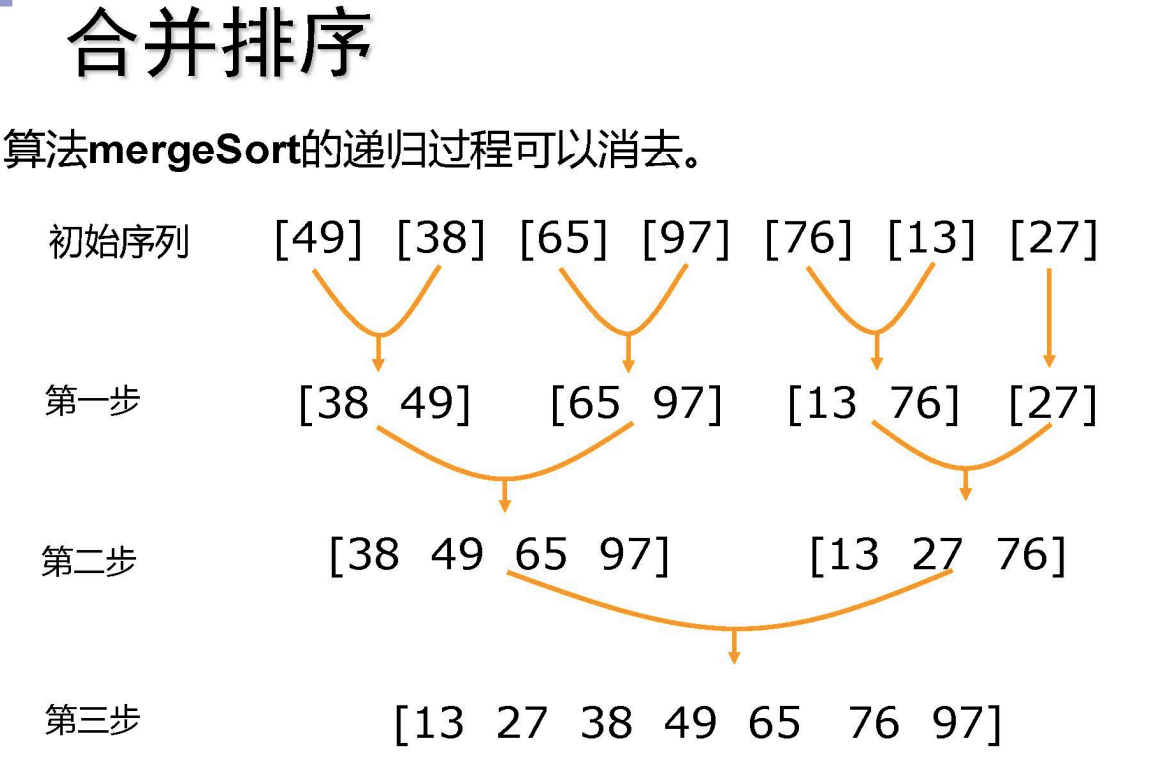 合并排序
算法mergeSort的递归过程可以消去。
初始序列 [49] [38] [65] [97] [76] [13] [27]
第一步 [38 49] [65 97] [13 76] [27]
第二步 [38 49 65 97] [13 27 76]
第三步 [13 27 38 49 65 76 97]